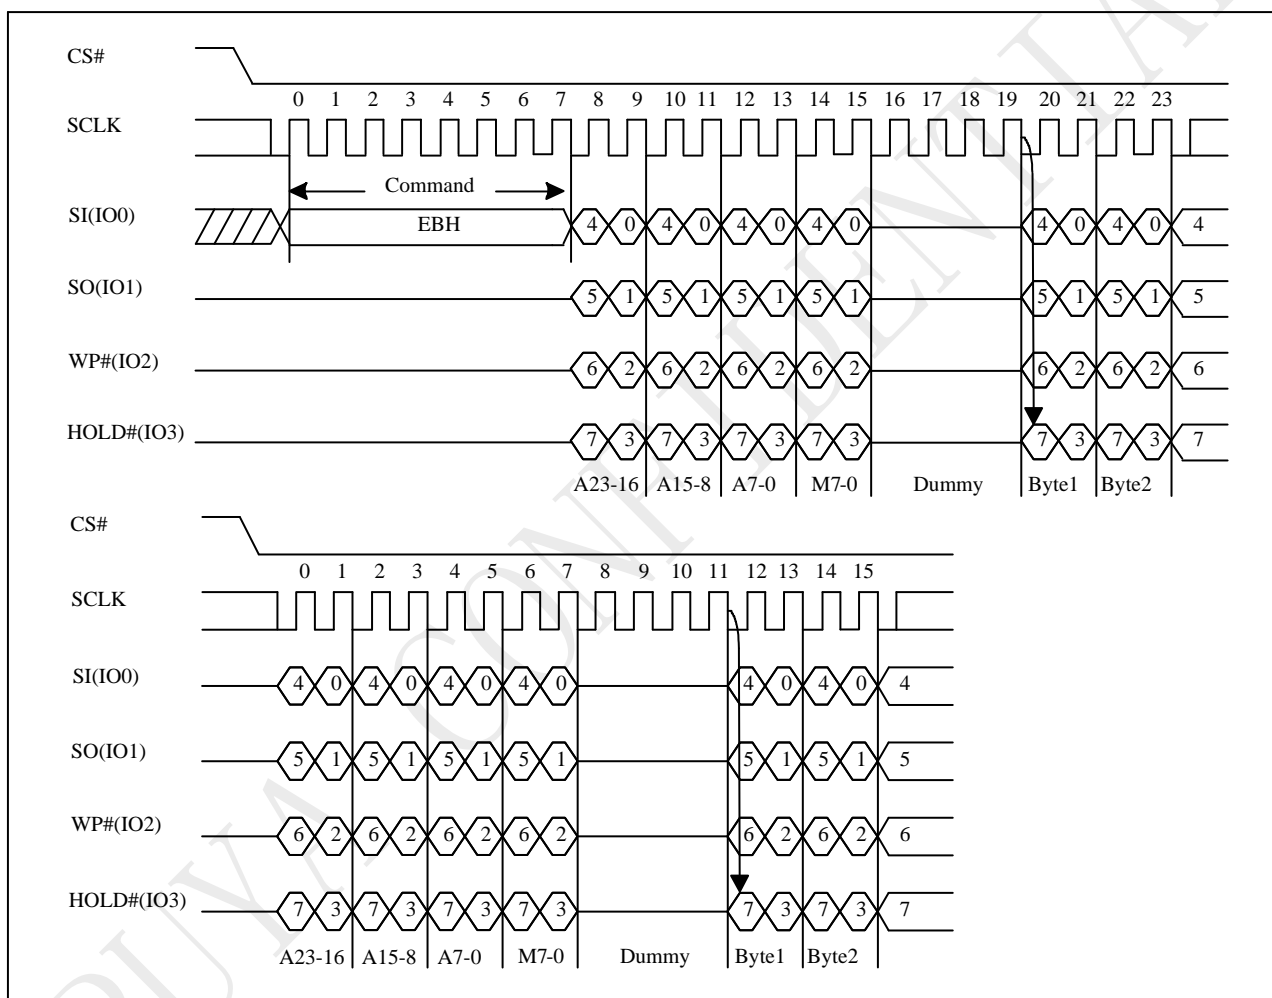 CS#
0 1 2 3 4 5 6 7 8 9 10 11 12 13 14 15 16 17 18 19 20 21 22 23
SCLK
Command
SI(IO0) EBH 4 0 4 0 4 0 4 0 4 0 4 0 4
SO(IO1) 5 1 5 1 5 1 5 1 5 1 5 1 5
WP#(IO2) 6 2 6 2 6 2 6 2 6 2 6 2 6
HOLD#(IO3) 7 3 7 3 7 3 7 3 7 3 7 3 7
A23-16 A15-8 A7-0 M7-0 Dummy Byte1 Byte2
CS#
0 1 2 3 4 5 6 7 8 9 10 11 12 13 14 15
SCLK
SI(IO0) 4 0 4 0 4 0 4 0 4 0 4 0 4
SO(IO1) 5 1 5 1 5 1 5 1 5 1 5 1 5
WP#(IO2) 6 2 6 2 6 2 6 2 6 2 6 2 6
HOLD#(IO3) 7 3 7 3 7 3 7 3 7 3 7 3 7
A23-16 A15-8 A7-0 M7-0 Dummy Byte1 Byte2
PUYA CONFIDENTIAL